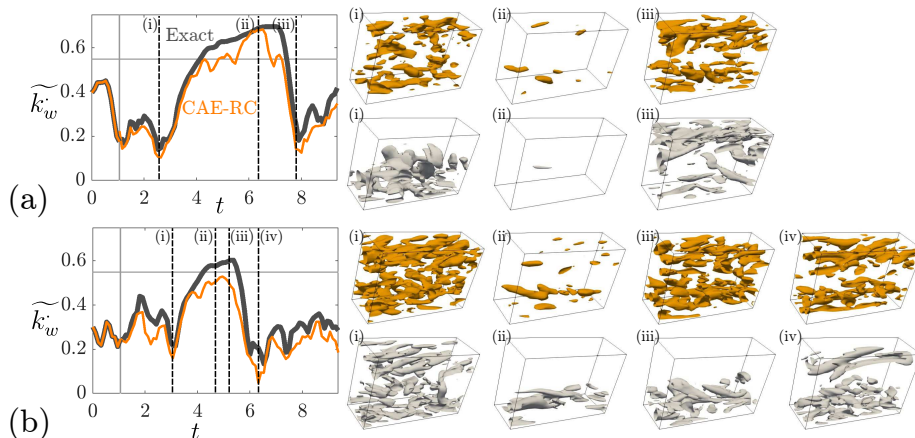 (i) (ii) (iii)
Exact
CAE-RC
0.6
0.4
0.2
0
k̃_w
0 2 4 6 8
t
(a)
(i) (ii) (iii)
(i) (ii) (iii)
(i) (ii) (iii) (iv)
0.6
0.4
0.2
0
k̃_w
0 2 4 6 8
t
(b)
(i) (ii) (iii) (iv)
(i) (ii) (iii) (iv)